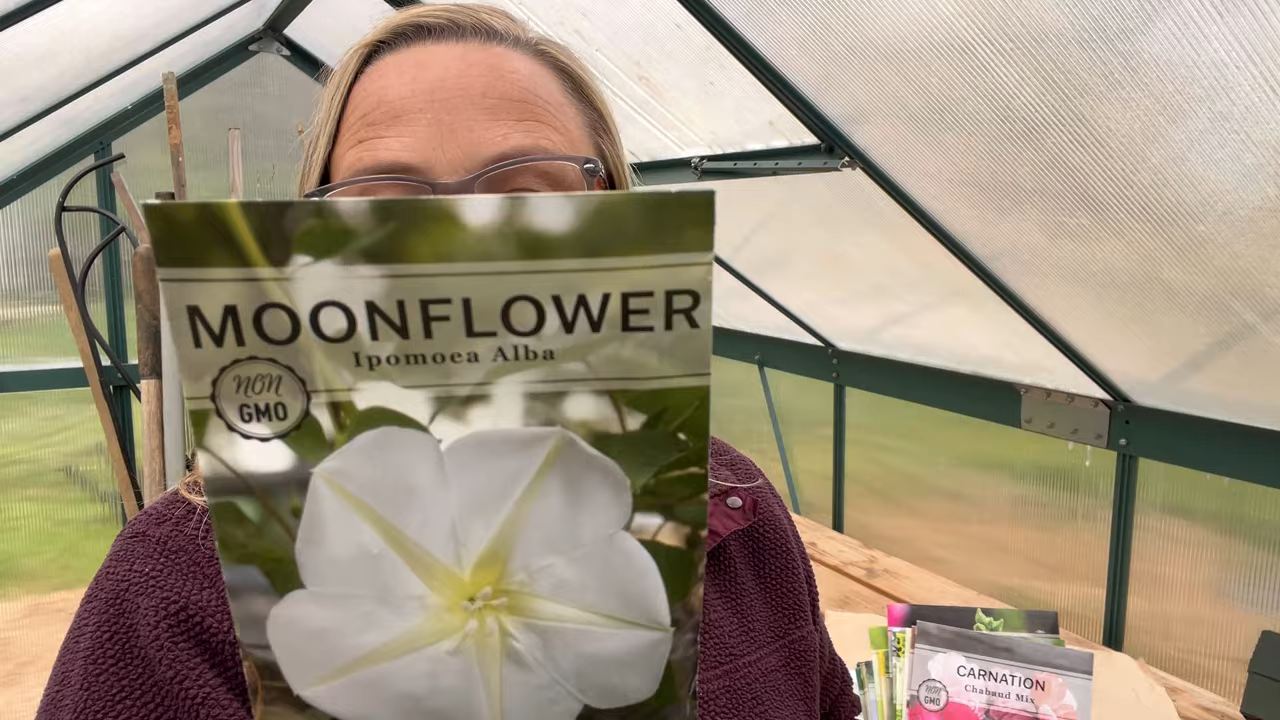 MOONFLOWER
Ipomoea Alba
non
GMO
CARNATION
Chabaud Mix
non
GMO